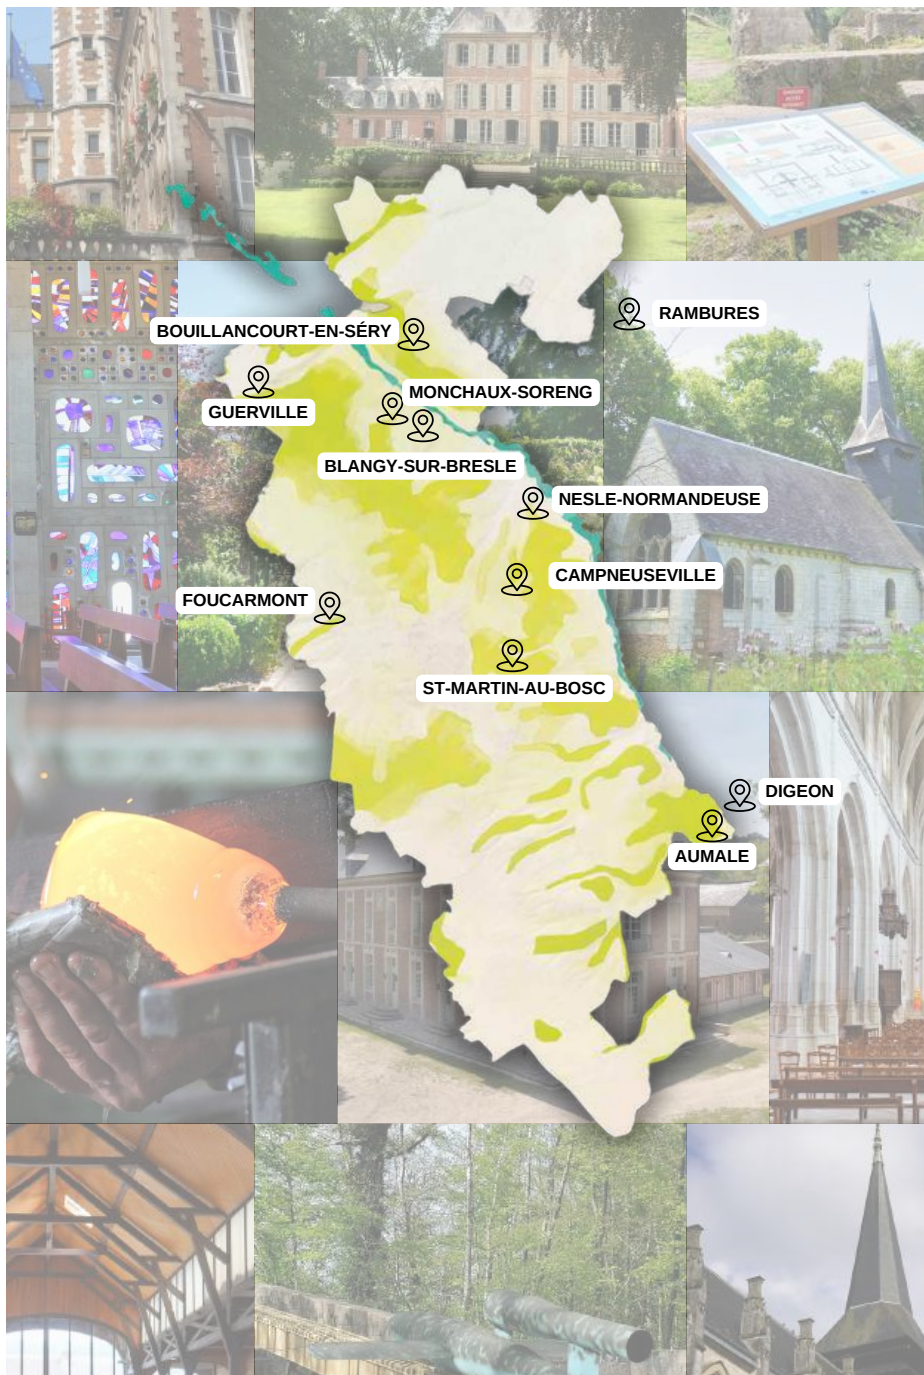 RAMBURES
BOUILLANCOURT-EN-SÉRY
MONCHAUX-SORENG
GUERVILLE
BLANGY-SUR-BRESLE
NESLE-NORMANDEUSE
CAMPNEUSEVILLE
FOUCARMONT
ST-MARTIN-AU-BOSC
DIGEON
AUMALE